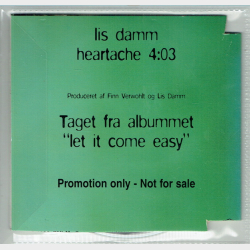 lis damm
heartache 4:03
Produceret af Finn Verwohlt og Lis Damm
Taget fra albummet
"let it come easy"
Promotion only - Not for sale